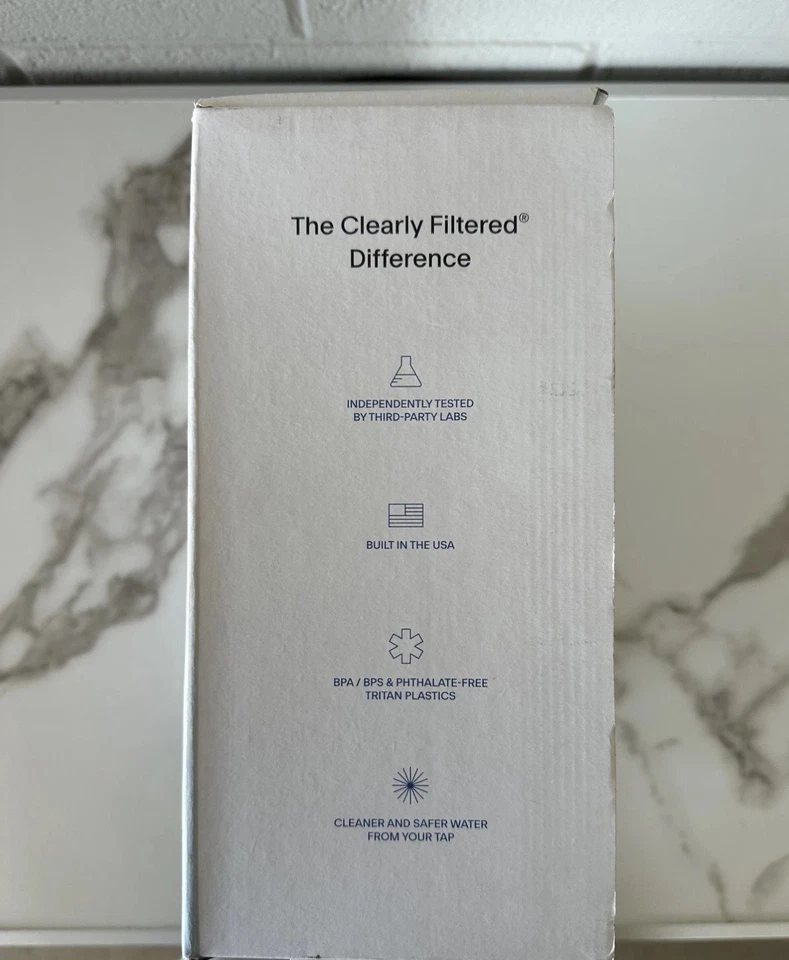 The Clearly Filtered®
Difference
INDEPENDENTLY TESTED
BY THIRD-PARTY LABS
BUILT IN THE USA
BPA / BPS & PHTHALATE-FREE
TRITAN PLASTICS
CLEANER AND SAFER WATER
FROM YOUR TAP